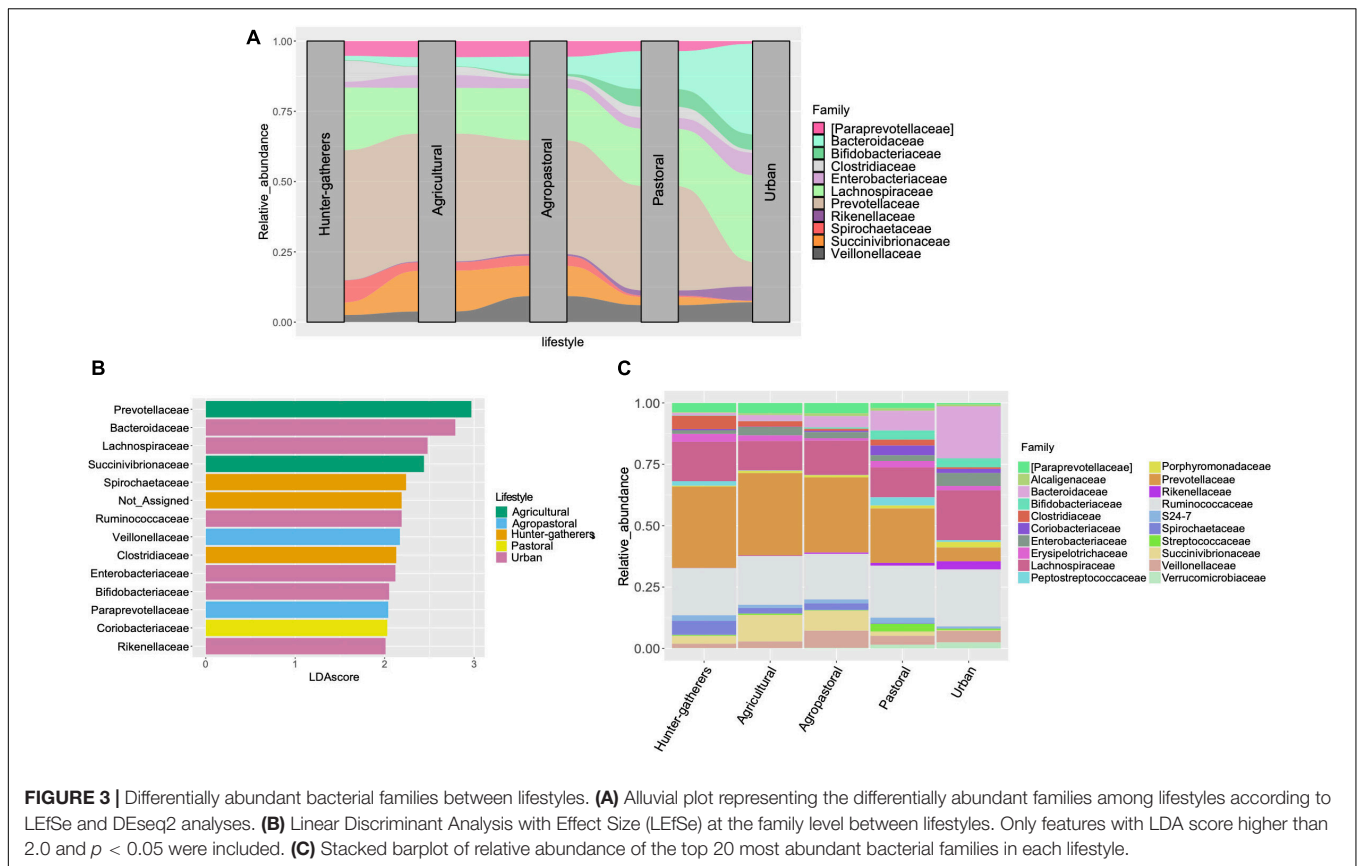 A
1.00
0.75
0.50
0.25
0.00
Relative_abundance
Hunter-gatherers
Agricultural
Agropastoral
Pastoral
Urban
lifestyle
Family
[Paraprevotellaceae]
Bacteroidaceae
Bifidobacteriaceae
Clostridiaceae
Enterobacteriaceae
Lachnospiraceae
Prevotellaceae
Rikenellaceae
Spirochaetaceae
Succinivibrionaceae
Veillonellaceae
B
Prevotellaceae
Bacteroidaceae
Lachnospiraceae
Succinivibrionaceae
Spirochaetaceae
Not_Assigned
Ruminococcaceae
Veillonellaceae
Clostridiaceae
Enterobacteriaceae
Bifidobacteriaceae
Paraprevotellaceae
Coriobacteriaceae
Rikenellaceae
0 1 2 3
LDAscore
Lifestyle
Agricultural
Agropastoral
Hunter-gatherers
Pastoral
Urban
C
1.00
0.75
0.50
0.25
0.00
Relative_abundance
Hunter-gatherers
Agricultural
Agropastoral
Pastoral
Urban
Family
[Paraprevotellaceae]
Alcaligenaceae
Bacteroidaceae
Bifidobacteriaceae
Clostridiaceae
Coriobacteriaceae
Enterobacteriaceae
Erysipelotrichaceae
Lachnospiraceae
Peptostreptococcaceae
Porphyromonadaceae
Prevotellaceae
Rikenellaceae
Ruminococcaceae
S24-7
Spirochaetaceae
Streptococcaceae
Succinivibrionaceae
Veillonellaceae
Verrucomicrobiaceae
FIGURE 3 | Differentially abundant bacterial families between lifestyles. (A) Alluvial plot representing the differentially abundant families among lifestyles according to
LEfSe and DEseq2 analyses. (B) Linear Discriminant Analysis with Effect Size (LEfSe) at the family level between lifestyles. Only features with LDA score higher than
2.0 and p < 0.05 were included. (C) Stacked barplot of relative abundance of the top 20 most abundant bacterial families in each lifestyle.